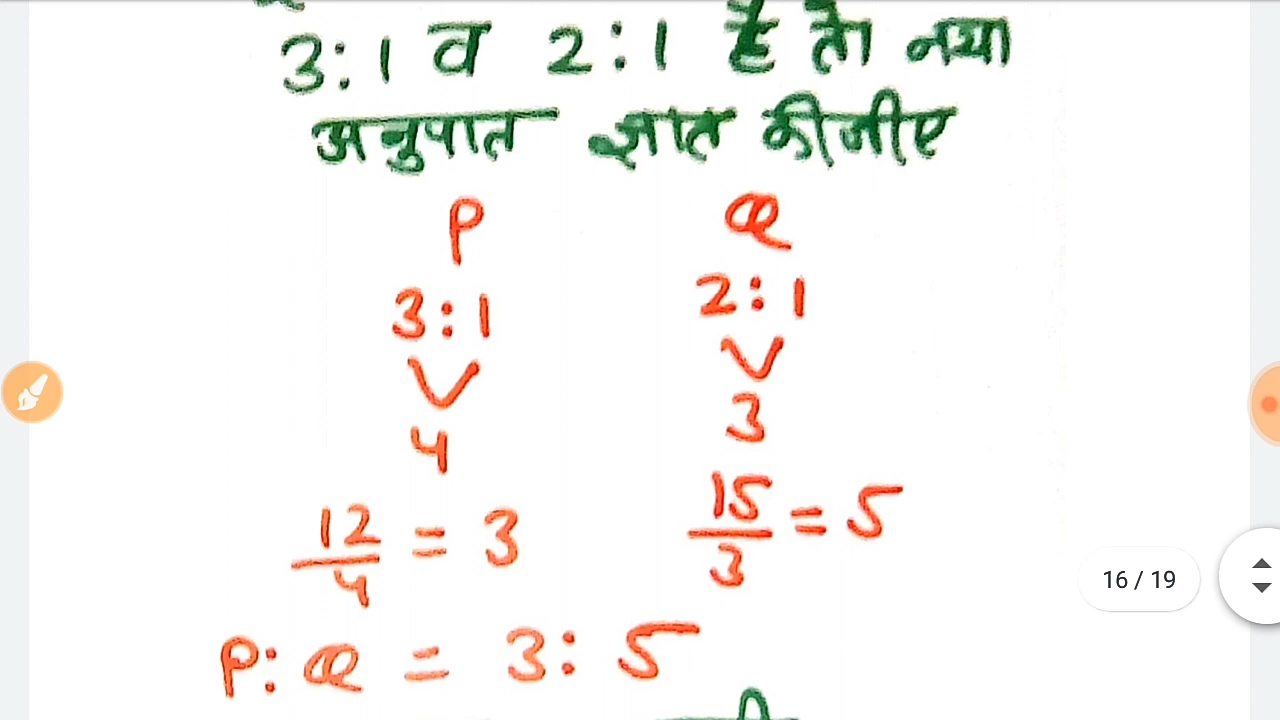 3:1 व 2:1 है तो नया
अनुपात ज्ञात कीजीए
P Q
3:1 2:1
4 3
12/4 = 3 15/3 = 5
16 / 19
P: Q = 3: 5